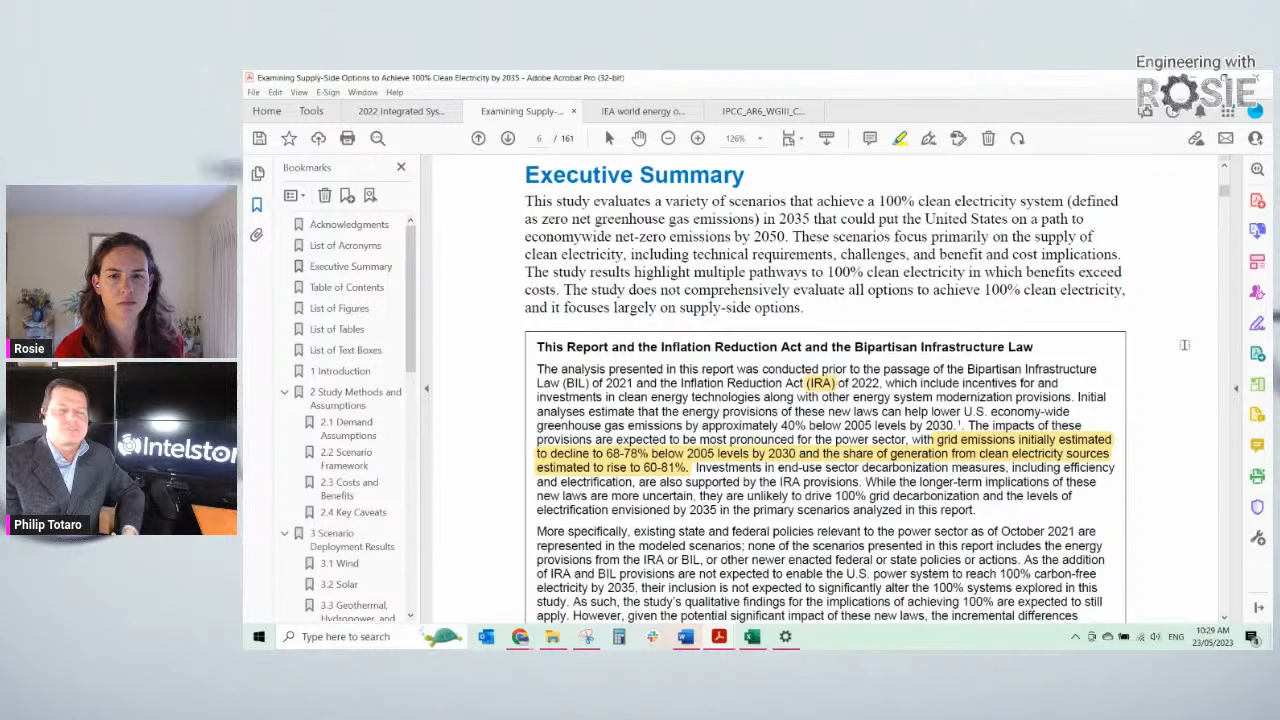 Engineering with
ROSIE
Examining Supply-Side Options to Achieve 100% Clean Electricity by 2035 - Adobe Acrobat Pro (32-bit)
File Edit View E-Sign Window Help
Home Tools 2022 Integrated Sys... Examining Supply-... × IEA world energy o... IPCC_AR6_WGIII_C...
6 / 161 126%
Bookmarks
Acknowledgments
List of Acronyms
Executive Summary
Table of Contents
List of Figures
List of Tables
List of Text Boxes
1 Introduction
2 Study Methods and
Assumptions
2.1 Demand
Assumptions
2.2 Scenario
Framework
2.3 Costs and
Benefits
2.4 Key Caveats
3 Scenario
Deployment Results
3.1 Wind
3.2 Solar
3.3 Geothermal,
Hydropower, and
Executive Summary
This study evaluates a variety of scenarios that achieve a 100% clean electricity system (defined
as zero net greenhouse gas emissions) in 2035 that could put the United States on a path to
economywide net-zero emissions by 2050. These scenarios focus primarily on the supply of
clean electricity, including technical requirements, challenges, and benefit and cost implications.
The study results highlight multiple pathways to 100% clean electricity in which benefits exceed
costs. The study does not comprehensively evaluate all options to achieve 100% clean electricity,
and it focuses largely on supply-side options.
This Report and the Inflation Reduction Act and the Bipartisan Infrastructure Law
The analysis presented in this report was conducted prior to the passage of the Bipartisan Infrastructure
Law (BIL) of 2021 and the Inflation Reduction Act (IRA) of 2022, which include incentives for and
investments in clean energy technologies along with other energy system modernization provisions. Initial
analyses estimate that the energy provisions of these new laws can help lower U.S. economy-wide
greenhouse gas emissions by approximately 40% below 2005 levels by 2030.¹. The impacts of these
provisions are expected to be most pronounced for the power sector, with grid emissions initially estimated
to decline to 68-78% below 2005 levels by 2030 and the share of generation from clean electricity sources
estimated to rise to 60-81%. Investments in end-use sector decarbonization measures, including efficiency
and electrification, are also supported by the IRA provisions. While the longer-term implications of these
new laws are more uncertain, they are unlikely to drive 100% grid decarbonization and the levels of
electrification envisioned by 2035 in the primary scenarios analyzed in this report.
More specifically, existing state and federal policies relevant to the power sector as of October 2021 are
represented in the modeled scenarios; none of the scenarios presented in this report includes the energy
provisions from the IRA or BIL, or other newer enacted federal or state policies or actions. As the addition
of IRA and BIL provisions are not expected to enable the U.S. power system to reach 100% carbon-free
electricity by 2035, their inclusion is not expected to significantly alter the 100% systems explored in this
study. As such, the study's qualitative findings for the implications of achieving 100% are expected to still
apply. However, given the potential significant impact of these new laws, the incremental differences
Rosie
Intelstor
Philip Totaro
Type here to search
ENG
10:29 AM
23/05/2023